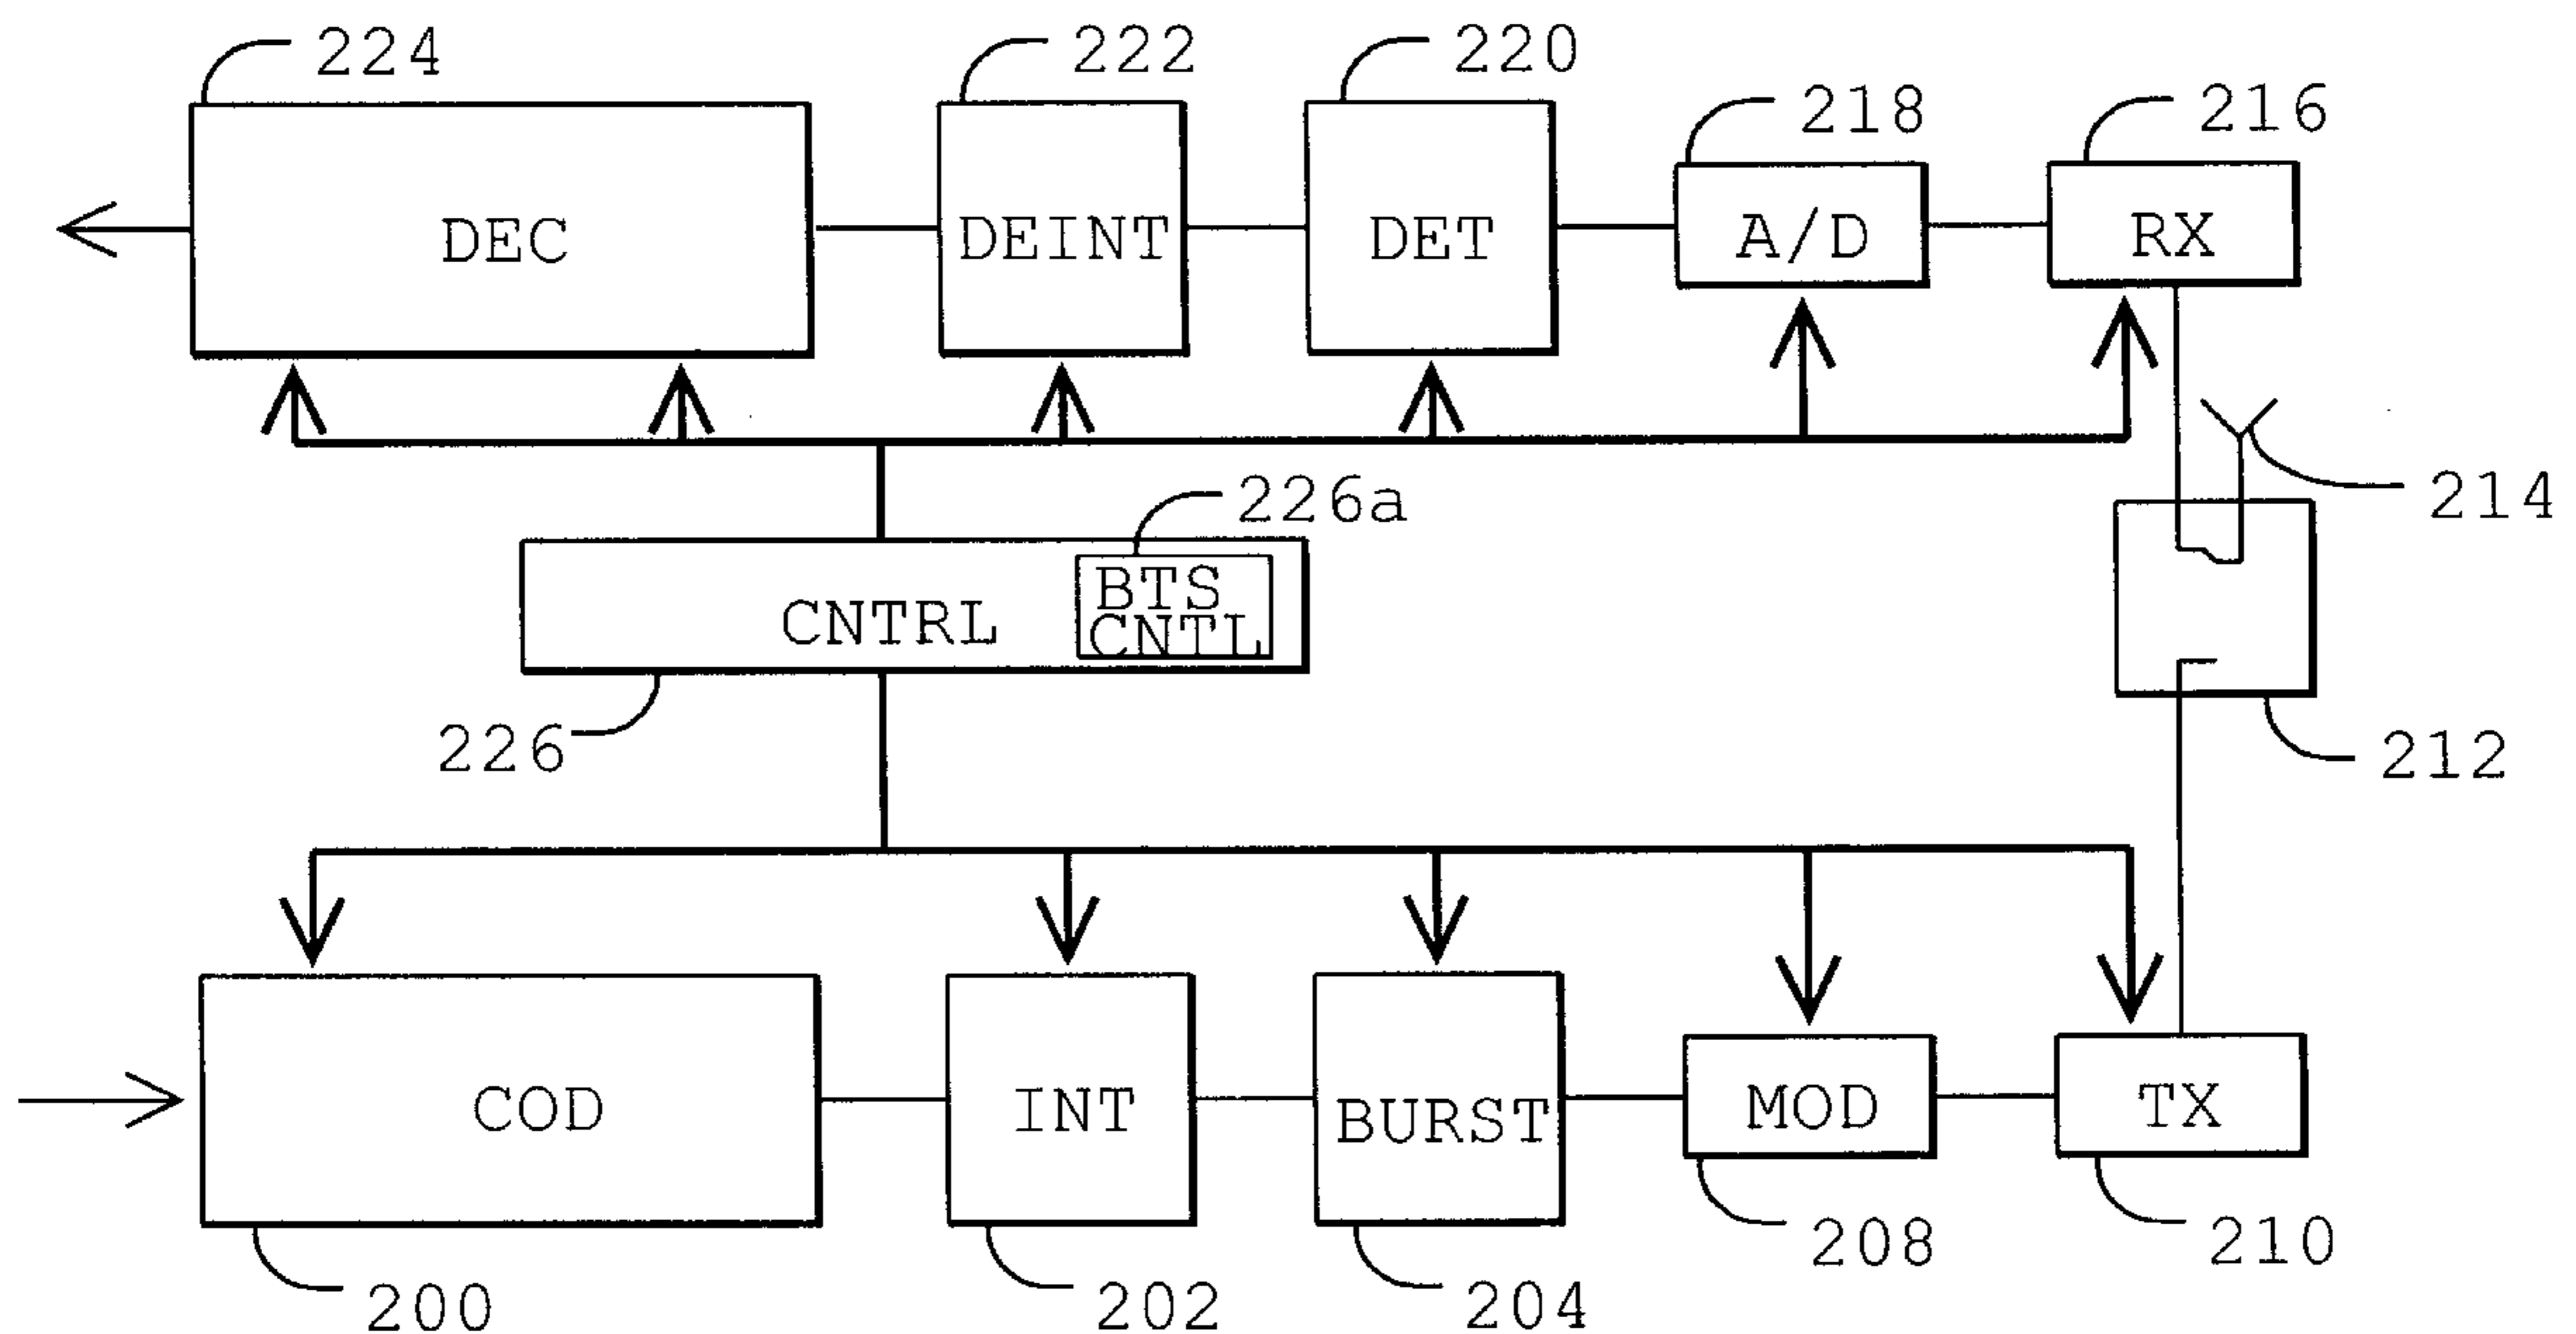 224
222
220
218
216
DEC
DEINT
DET
A/D
RX
214
226a
BTS
CNTL
CNTRL
226
212
COD
INT
BURST
MOD
TX
200
202
204
208
210